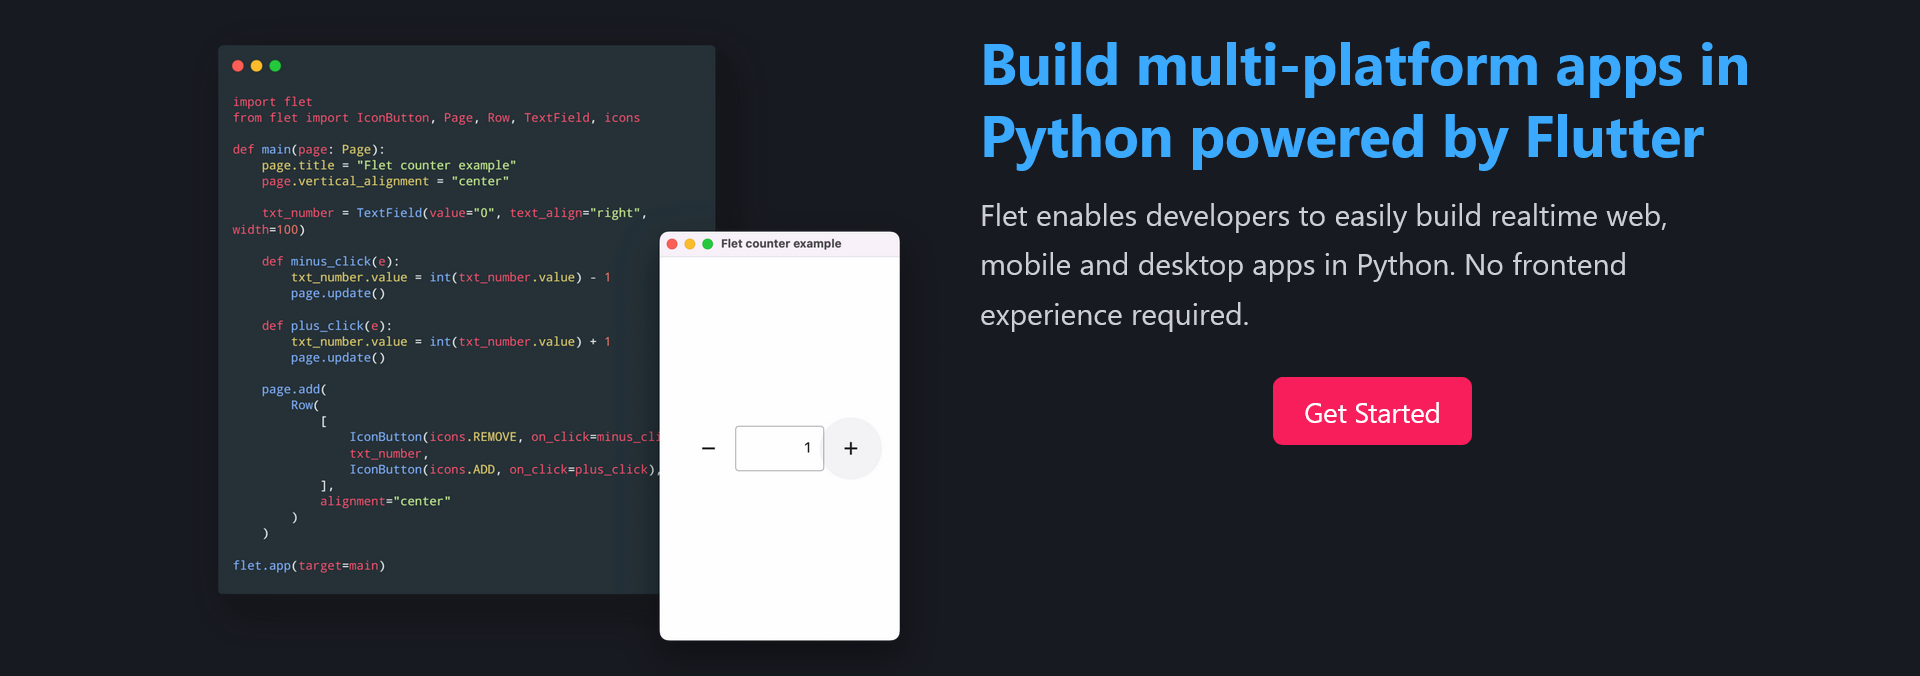 import flet
from flet import IconButton, Page, Row, TextField, icons
def main(page: Page):
    page.title = "Flet counter example"
    page.vertical_alignment = "center"
    txt_number = TextField(value="0", text_align="right",
width=100)
    def minus_click(e):
        txt_number.value = int(txt_number.value) - 1
        page.update()
    def plus_click(e):
        txt_number.value = int(txt_number.value) + 1
        page.update()
    page.add(
        Row(
            [
                IconButton(icons.REMOVE, on_click=minus_cli
                txt_number,
                IconButton(icons.ADD, on_click=plus_click),
            ],
            alignment="center"
        )
    )
flet.app(target=main)
Flet counter example
− 1 +
Build multi-platform apps in
Python powered by Flutter
Flet enables developers to easily build realtime web,
mobile and desktop apps in Python. No frontend
experience required.
Get Started